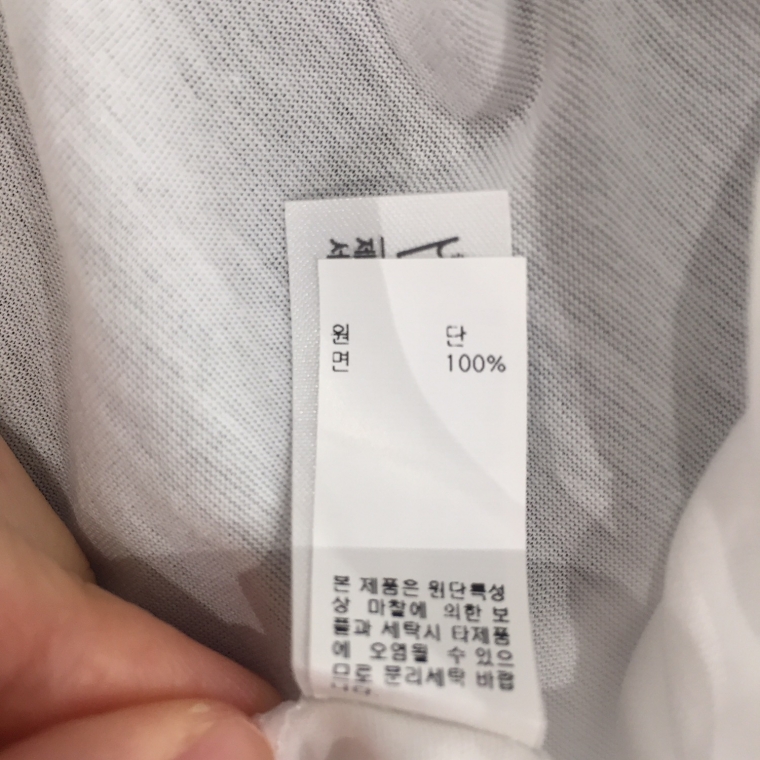 원 단
면 100%
본 제품은 원단특성
상 마찰에 의한 보
풀과 세탁시 타제품
에 오염될 수 있으
므로 분리세탁 바랍